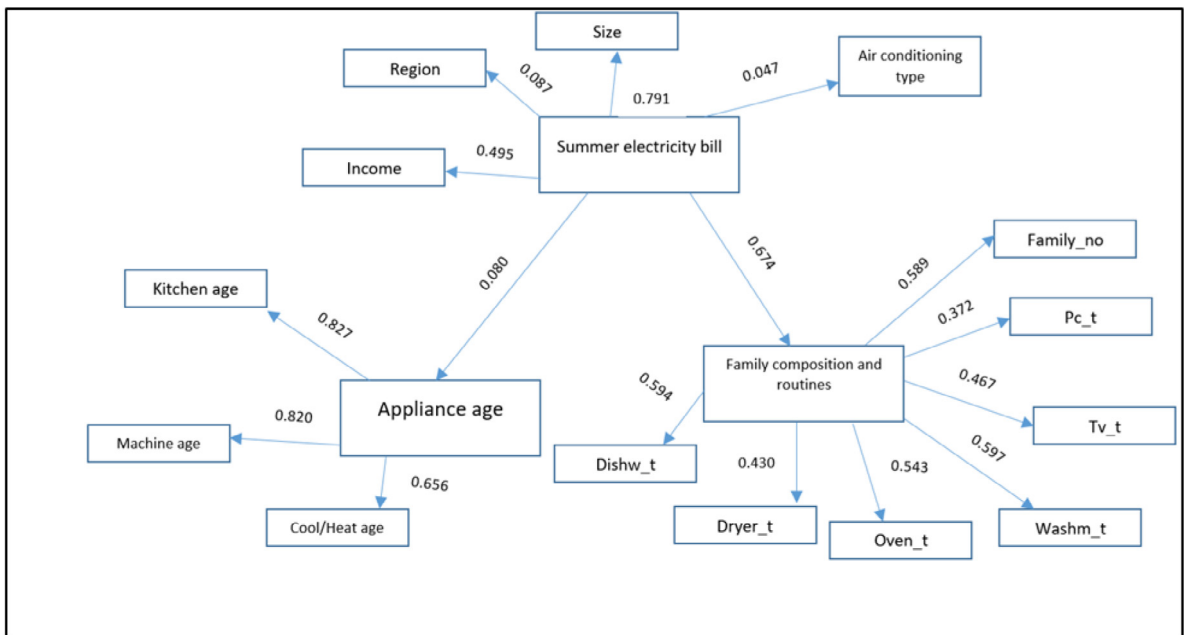 Size
Region
Air conditioning
type
0.087
0.791
0.047
Summer electricity bill
Income
0.495
0.080
0.674
Kitchen age
0.827
Appliance age
0.820
Machine age
0.656
Cool/Heat age
Family_no
0.589
Pc_t
0.372
Family composition and
routines
0.467
Tv_t
0.594
Dishw_t
0.430
0.543
0.597
Dryer_t
Oven_t
Washm_t